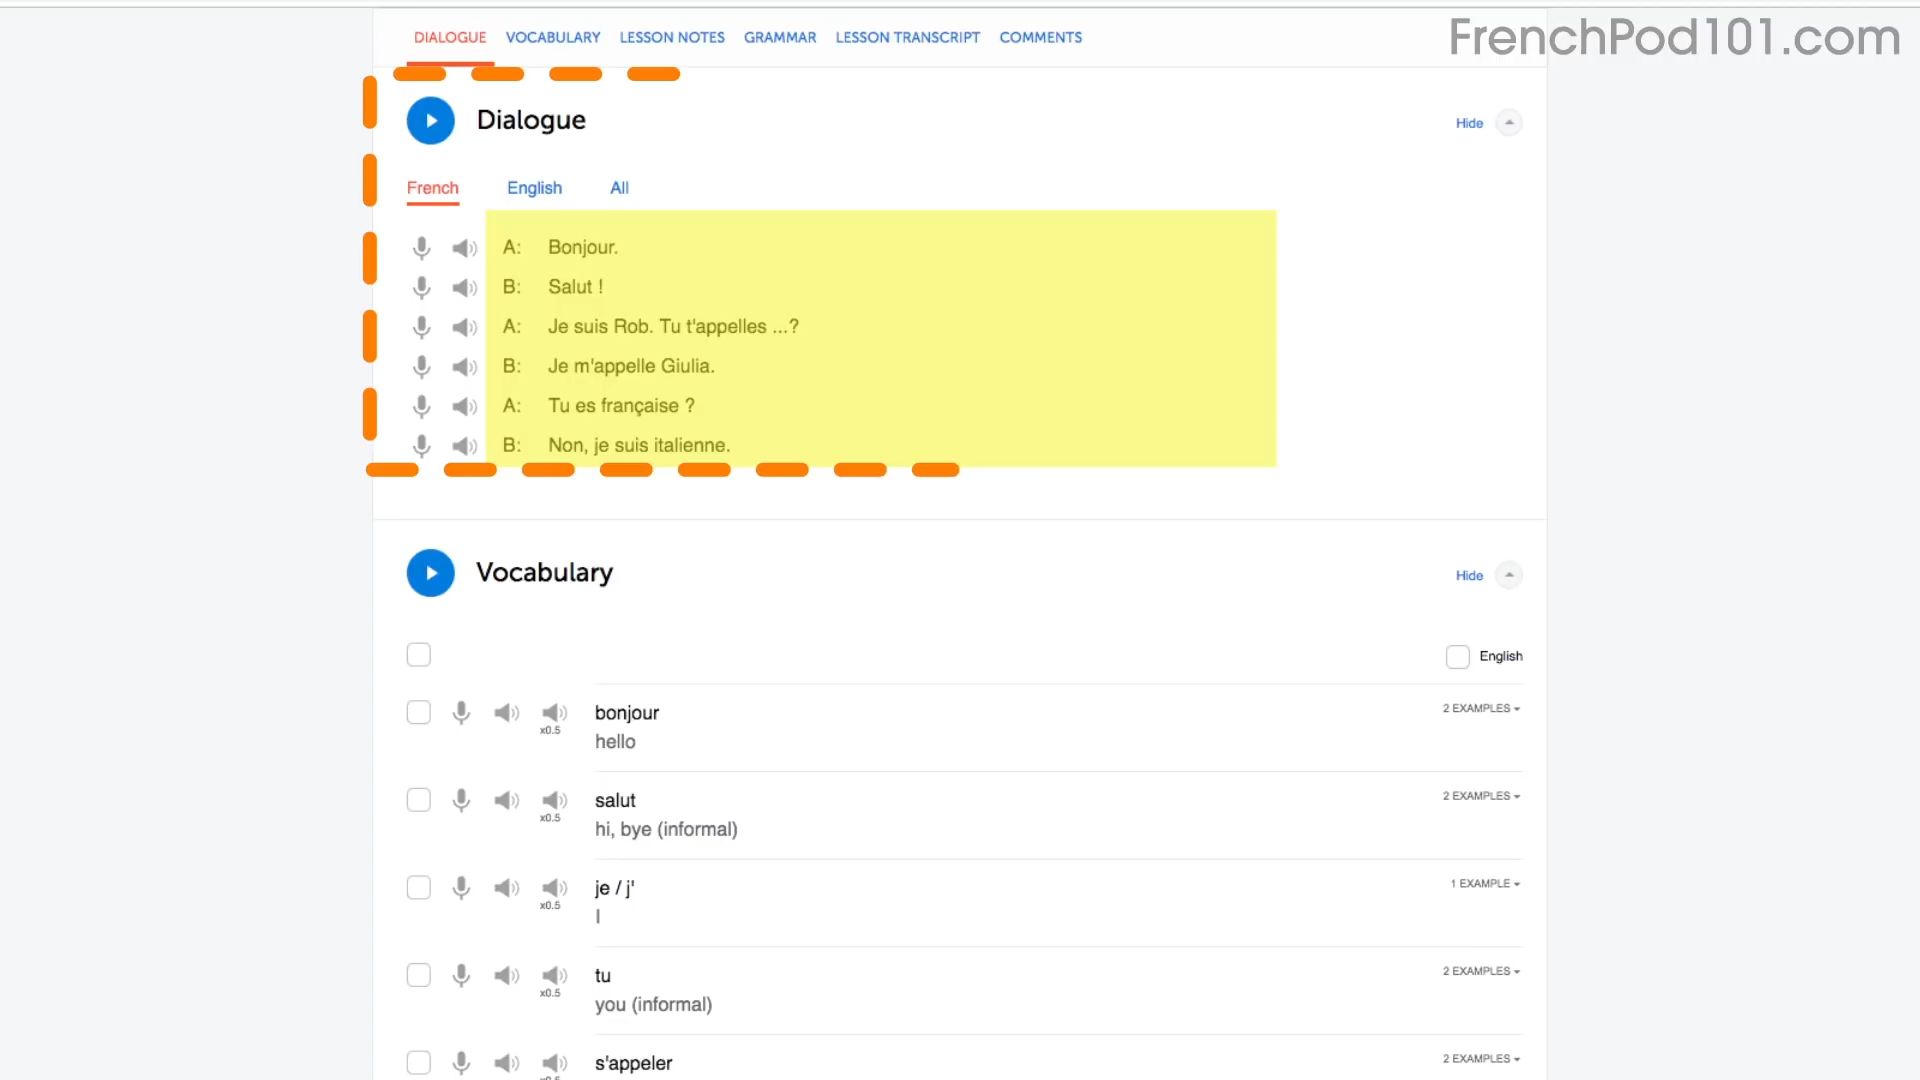 FrenchPod101.com
DIALOGUE VOCABULARY LESSON NOTES GRAMMAR LESSON TRANSCRIPT COMMENTS
Dialogue
Hide
French English All
A: Bonjour.
B: Salut !
A: Je suis Rob. Tu t'appelles ...?
B: Je m'appelle Giulia.
A: Tu es française ?
B: Non, je suis italienne.
Vocabulary
Hide
English
bonjour
2 EXAMPLES
x0.5
hello
salut
2 EXAMPLES
x0.5
hi, bye (informal)
je / j'
1 EXAMPLE
x0.5
I
tu
2 EXAMPLES
x0.5
you (informal)
s'appeler
2 EXAMPLES